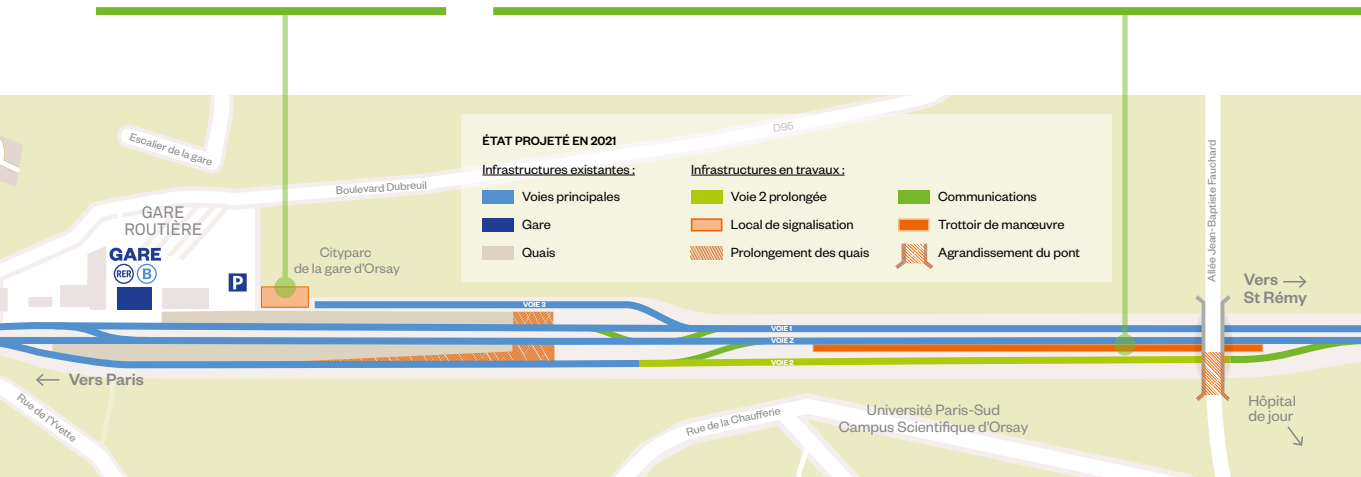 D95
Escalier de la gare
ÉTAT PROJETÉ EN 2021
Infrastructures existantes :
Voies principales
Gare
Quais
Infrastructures en travaux :
Voie 2 prolongée
Local de signalisation
Prolongement des quais
Communications
Trottoir de manœuvre
Agrandissement du pont
Boulevard Dubreuil
Allée Jean-Baptiste Fauchard
GARE
ROUTIÈRE
GARE
RER B
P
Cityparc
de la gare d'Orsay
Vers
St Rémy
VOIE 3
VOIE 1
VOIE Z
VOIE 2
Vers Paris
Rue de l'Yvette
Rue de la Chaufferie
Université Paris-Sud
Campus Scientifique d'Orsay
Hôpital
de jour